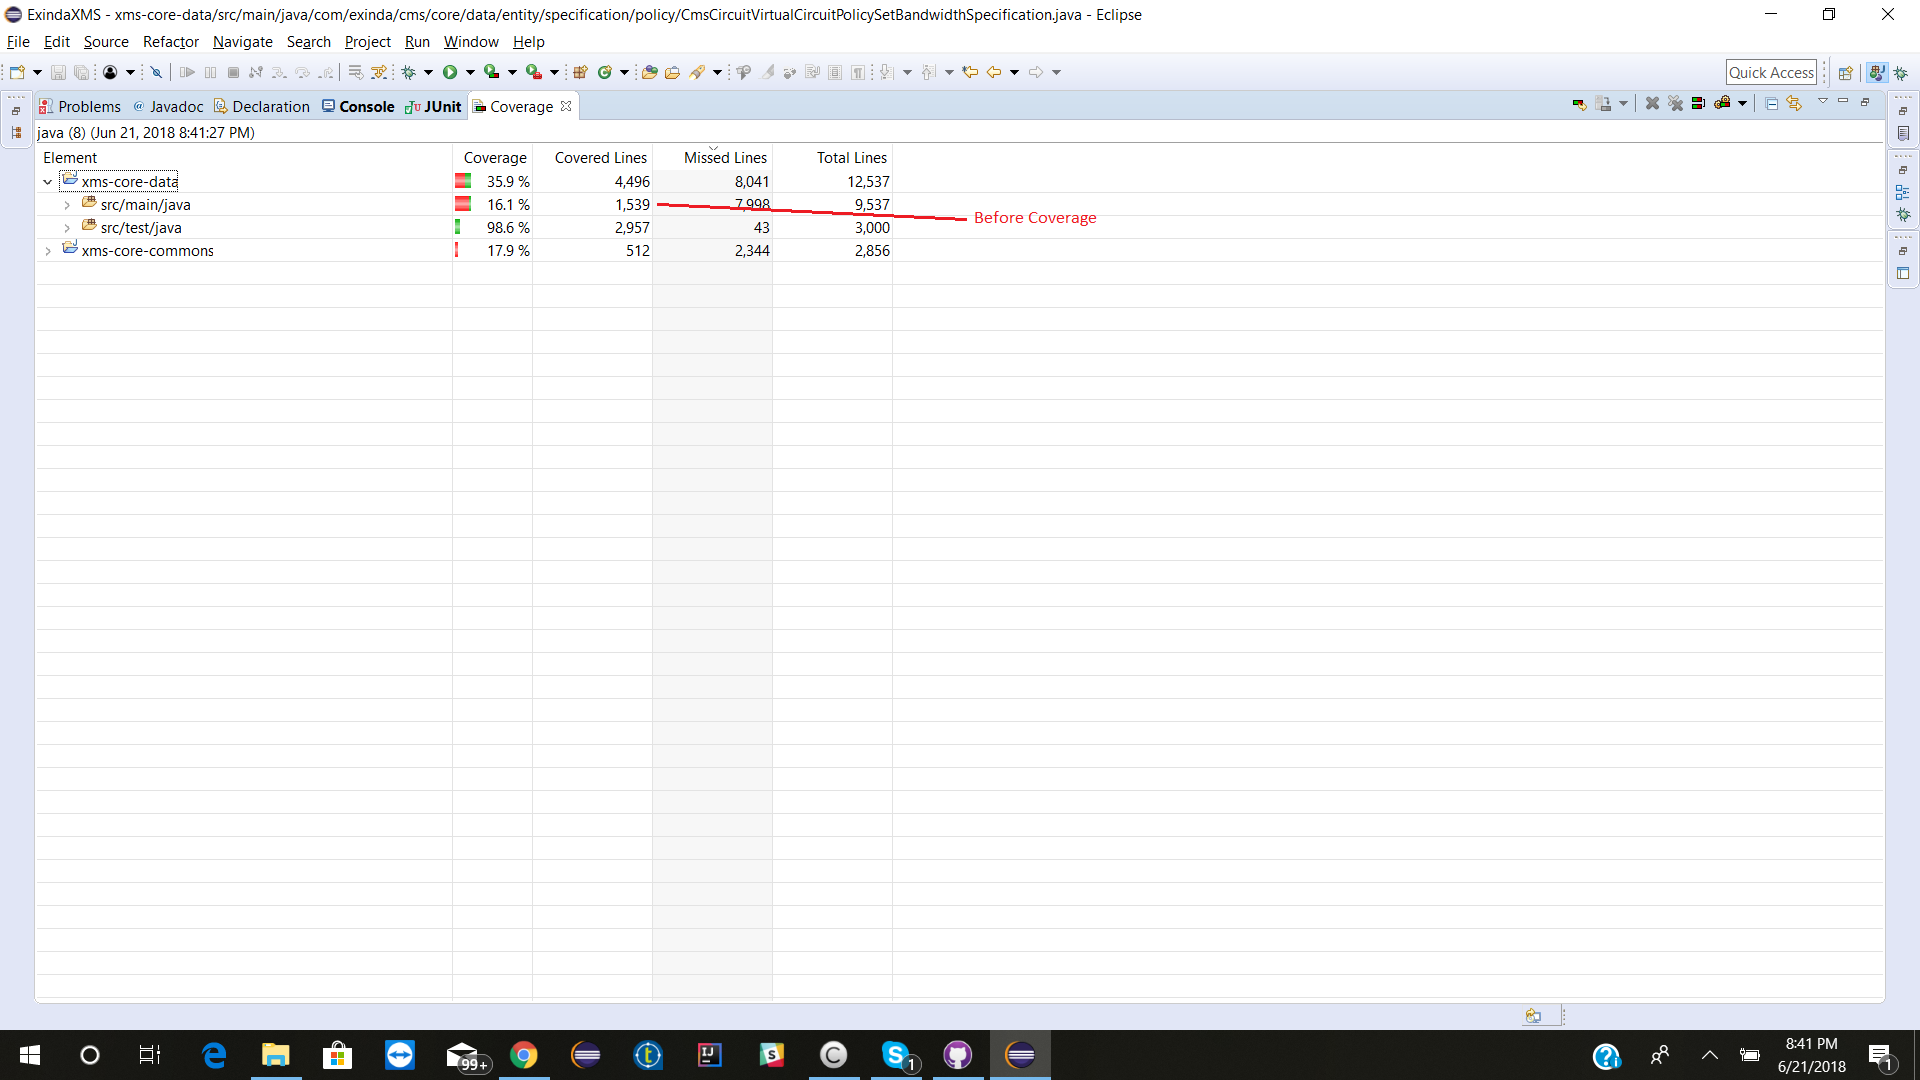 ExindaXMS - xms-core-data/src/main/java/com/exinda/cms/core/data/entity/specification/policy/CmsCircuitVirtualCircuitPolicySetBandwidthSpecification.java - Eclipse
File Edit Source Refactor Navigate Search Project Run Window Help
Quick Access
Problems @ Javadoc Declaration Console JUnit Coverage
java (8) (Jun 21, 2018 8:41:27 PM)
Element Coverage Covered Lines Missed Lines Total Lines
xms-core-data 35.9 % 4,496 8,041 12,537
src/main/java 16.1 % 1,539 7,998 9,537
Before Coverage
src/test/java 98.6 % 2,957 43 3,000
xms-core-commons 17.9 % 512 2,344 2,856
99+
1
8:41 PM
6/21/2018
1